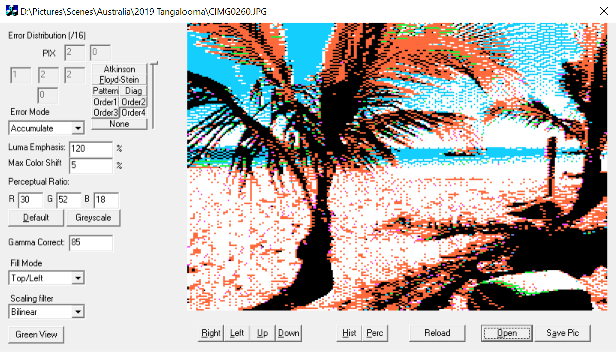 D:\Pictures\Scenes\Australia\2019 Tangalooma\CIMG0260.JPG
Error Distribution (/16)
PIX 2 0
1 2 2
0
Atkinson
Floyd-Stein
Pattern Diag
Order1 Order2
Order3 Order4
None
Error Mode
Accumulate
Luma Emphasis: 120 %
Max Color Shift 5 %
Perceptual Ratio:
R 30 G 52 B 18
Default Greyscale
Gamma Correct: 85
Fill Mode
Top/Left
Scaling filter
Bilinear
Green View
Right Left Up Down Hist Perc Reload Open Save Pic